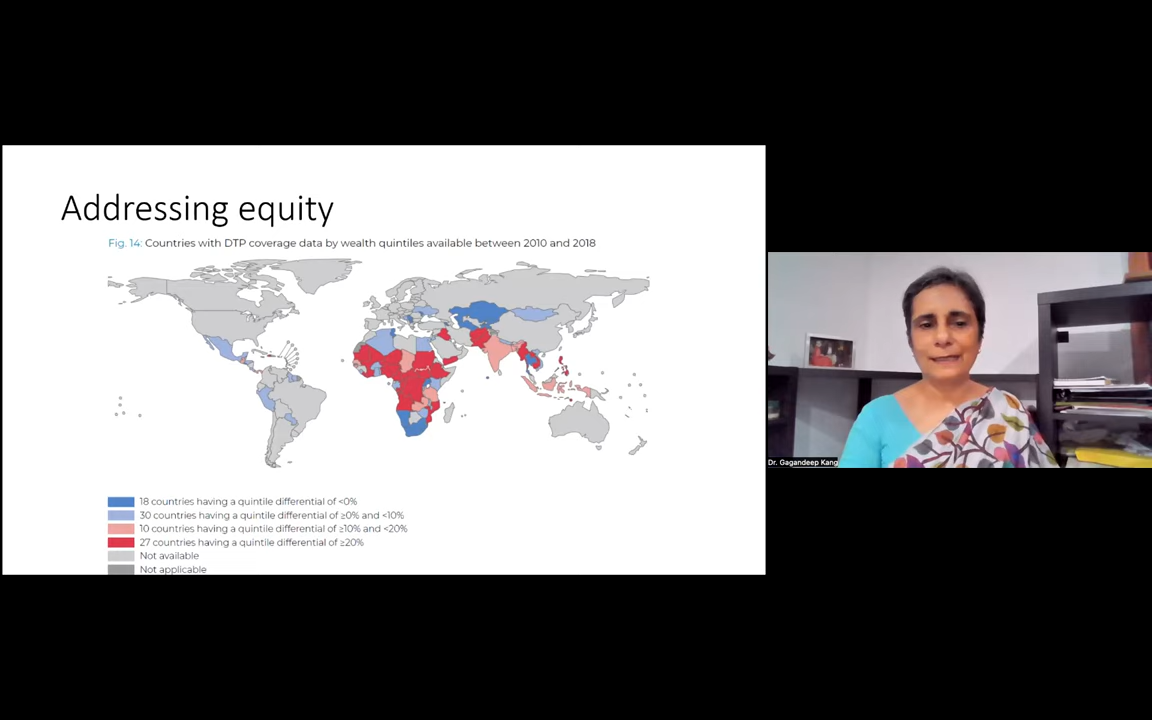 Addressing equity
Fig. 14: Countries with DTP coverage data by wealth quintiles available between 2010 and 2018
18 countries having a quintile differential of <0%
30 countries having a quintile differential of ≥0% and <10%
10 countries having a quintile differential of ≥10% and <20%
27 countries having a quintile differential of ≥20%
Not available
Not applicable
Dr. Gagandeep Kang